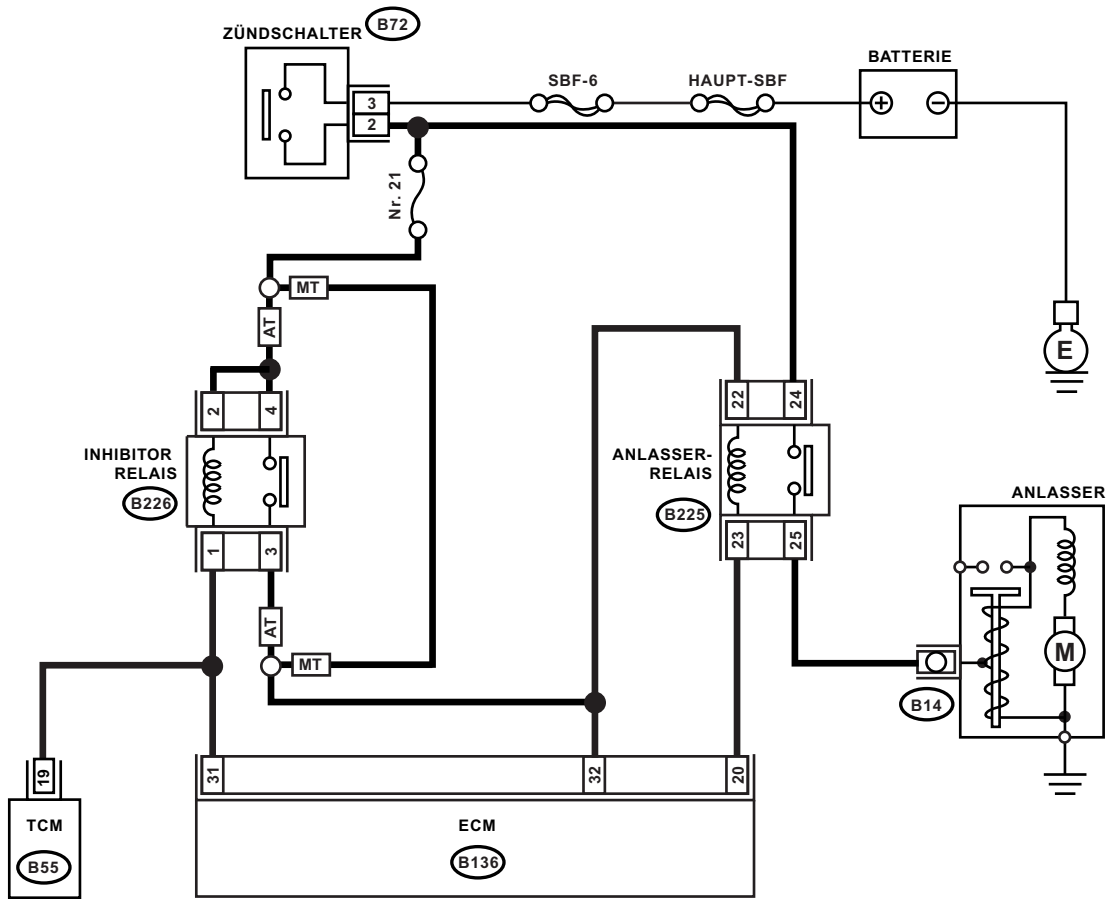 ZÜNDSCHALTER B72
BATTERIE
SBF-6
HAUPT-SBF
3
2
Nr. 21
MT
AT
2
4
22
24
INHIBITOR
RELAIS
B226
ANLASSER-
RELAIS
B225
ANLASSER
E
1
3
23
25
AT
MT
M
B14
19
31
32
20
TCM
B55
ECM
B136